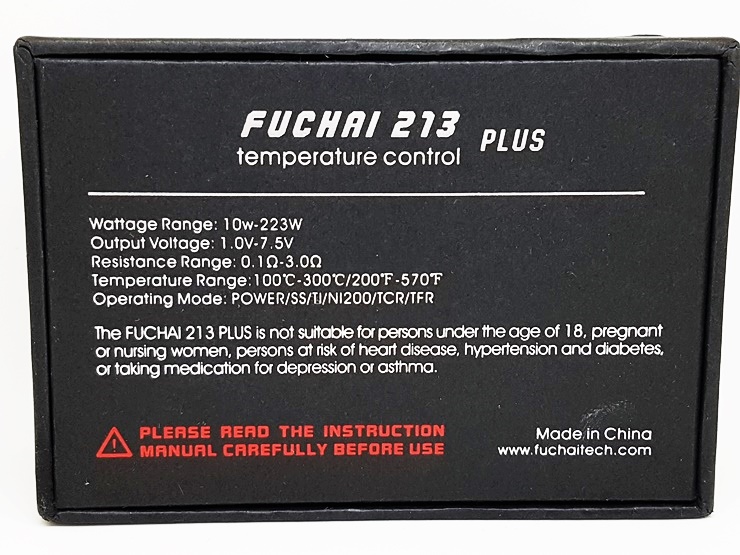 FUCHAI 213 PLUS
temperature control
Wattage Range: 10w-223W
Output Voltage: 1.0V-7.5V
Resistance Range: 0.1Ω-3.0Ω
Temperature Range:100℃-300℃/200℉-570℉
Operating Mode: POWER/SS/TI/NI200/TCR/TFR
The FUCHAI 213 PLUS is not suitable for persons under the age of 18, pregnant
or nursing women, persons at risk of heart disease, hypertension and diabetes,
or taking medication for depression or asthma.
PLEASE READ THE INSTRUCTION
MANUAL CAREFULLY BEFORE USE
Made in China
www.fuchaitech.com